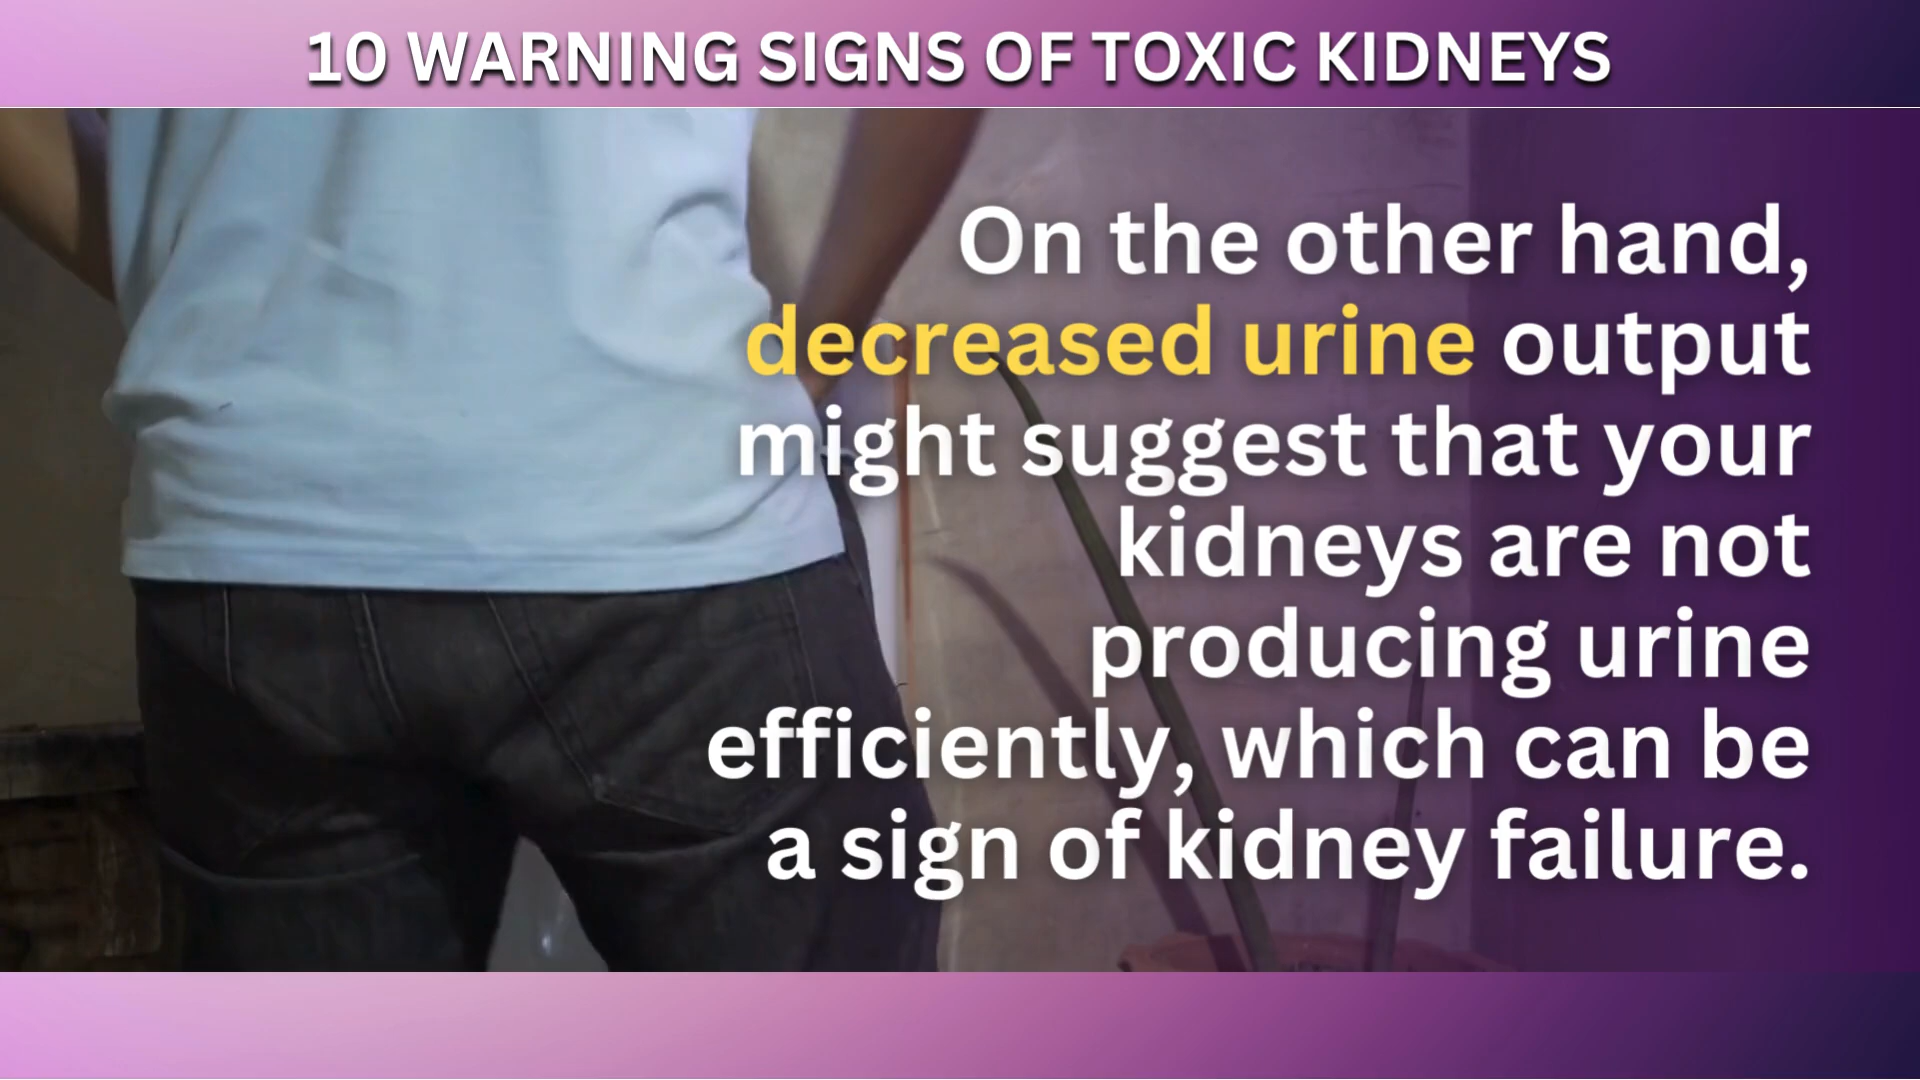 10 WARNING SIGNS OF TOXIC KIDNEYS
On the other hand,
decreased urine output
might suggest that your
kidneys are not
producing urine
efficiently, which can be
a sign of kidney failure.